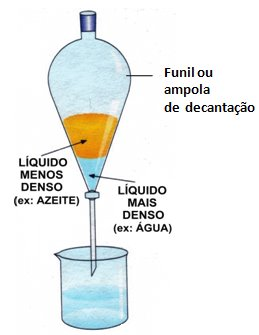 Funil ou
ampola
de decantação
LÍQUIDO
MENOS
DENSO
(ex: AZEITE)
LÍQUIDO
MAIS
DENSO
(ex: ÁGUA)